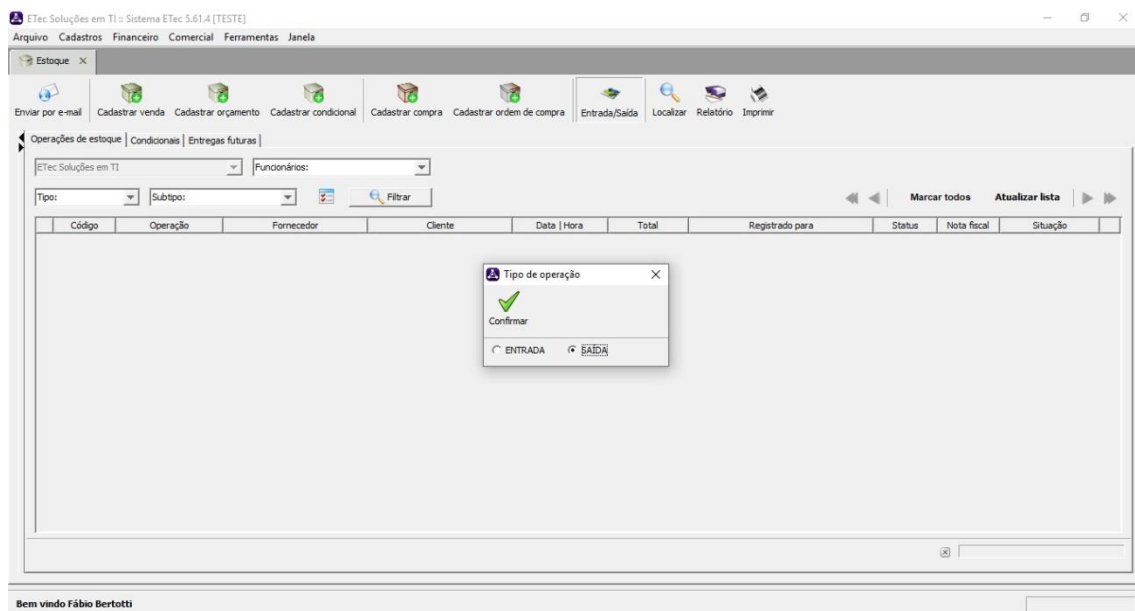 ETec Soluções em TI :: Sistema ETec 5.61.4 [TESTE]
Arquivo Cadastros Financeiro Comercial Ferramentas Janela
Estoque
Enviar por e-mail Cadastrar venda Cadastrar orçamento Cadastrar condicional Cadastrar compra Cadastrar ordem de compra Entrada/Saída Localizar Relatório Imprimir
Operações de estoque Condicionais Entregas futuras
ETec Soluções em TI Funcionários:
Tipo: Subtipo: Filtrar Marcar todos Atualizar lista
Código Operação Fornecedor Cliente Data | Hora Total Registrado para Status Nota fiscal Situação
Tipo de operação
Confirmar
ENTRADA SAÍDA
Bem vindo Fábio Bertotti